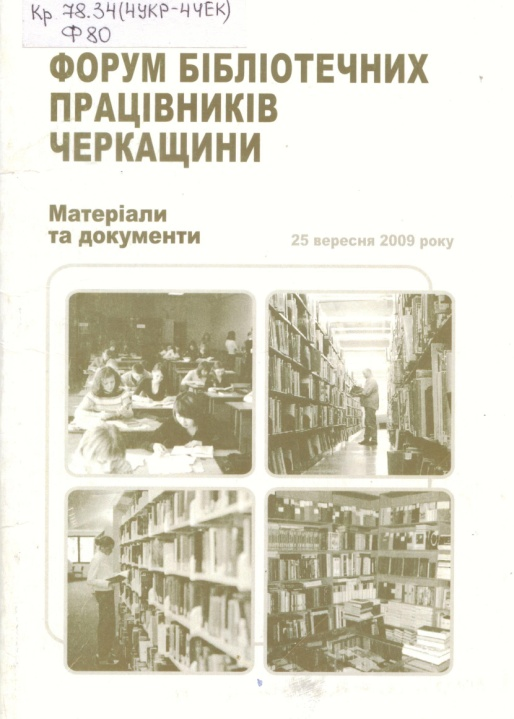 Кр 78.34(4УКР-4ЧЕК)
Ф80
ФОРУМ БІБЛІОТЕЧНИХ
ПРАЦІВНИКІВ
ЧЕРКАЩИНИ
Матеріали
та документи
25 вересня 2009 року